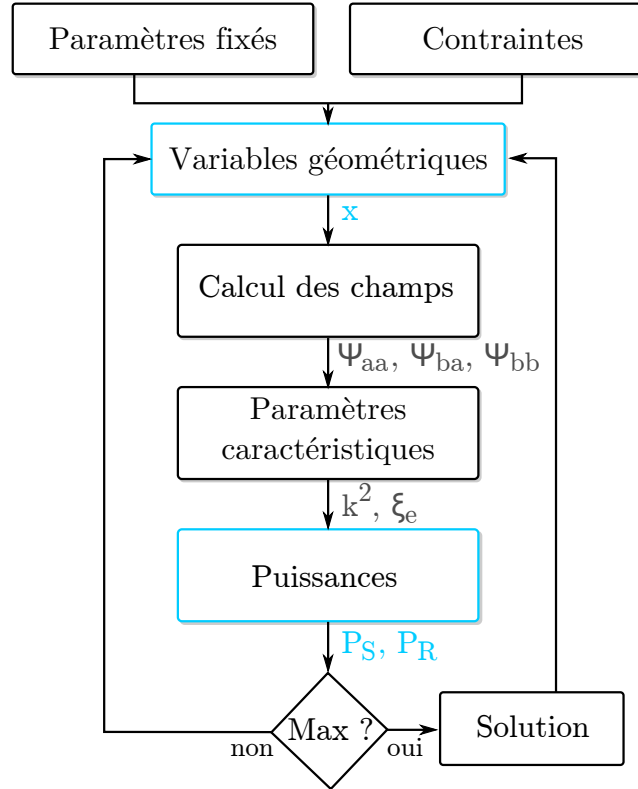 Paramètres fixés
Contraintes
Variables géométriques
x
Calcul des champs
Ψaa, Ψba, Ψbb
Paramètres
caractéristiques
k², ξe
Puissances
PS, PR
Max ?
non
oui
Solution